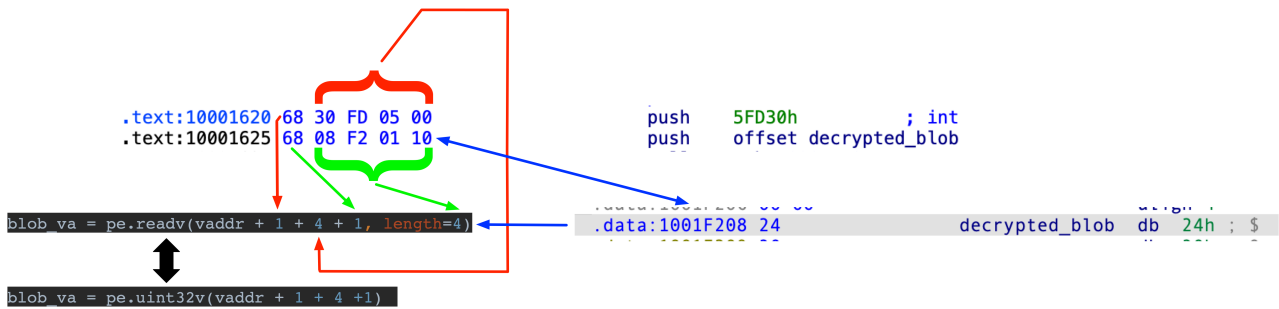 .text:10001620 68 30 FD 05 00 push 5FD30h ; int
.text:10001625 68 08 F2 01 10 push offset decrypted_blob
blob_va = pe.readv(vaddr + 1 + 4 + 1, length=4)
.data:1001F208 24 decrypted_blob db 24h ; $
blob_va = pe.uint32v(vaddr + 1 + 4 +1)